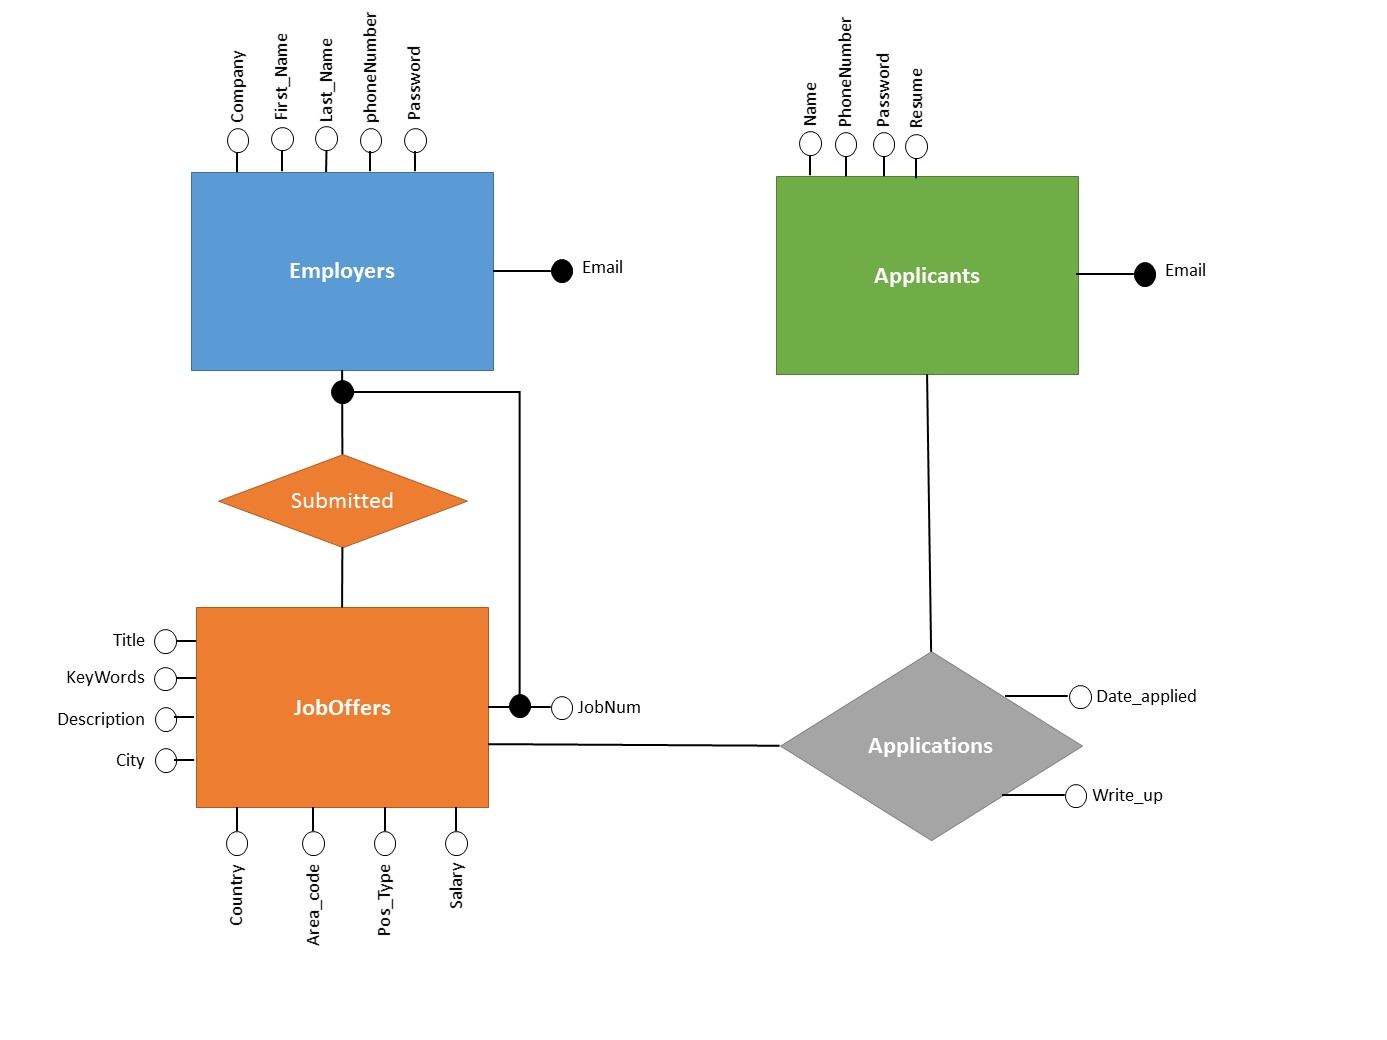 Company
First_Name
Last_Name
phoneNumber
Password
Name
PhoneNumber
Password
Resume
Employers
Email
Applicants
Email
Submitted
Title
KeyWords
Description
City
JobOffers
JobNum
Applications
Date_applied
Write_up
Country
Area_code
Pos_Type
Salary